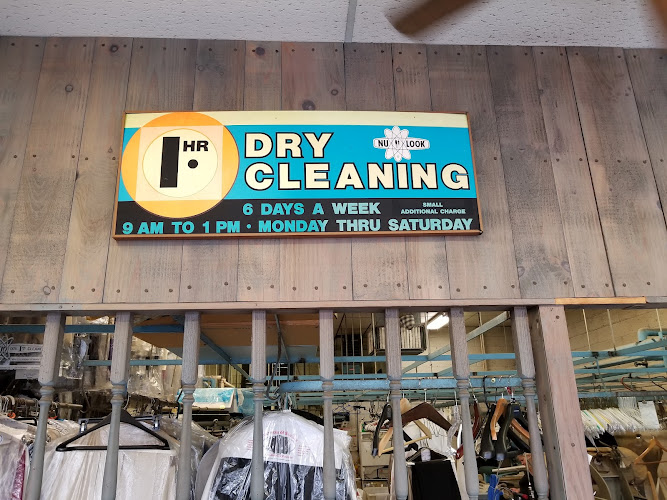 1 HR.
DRY
CLEANING
NU N LOOK
6 DAYS A WEEK
SMALL
ADDITIONAL CHARGE
9 AM TO 1 PM • MONDAY THRU SATURDAY